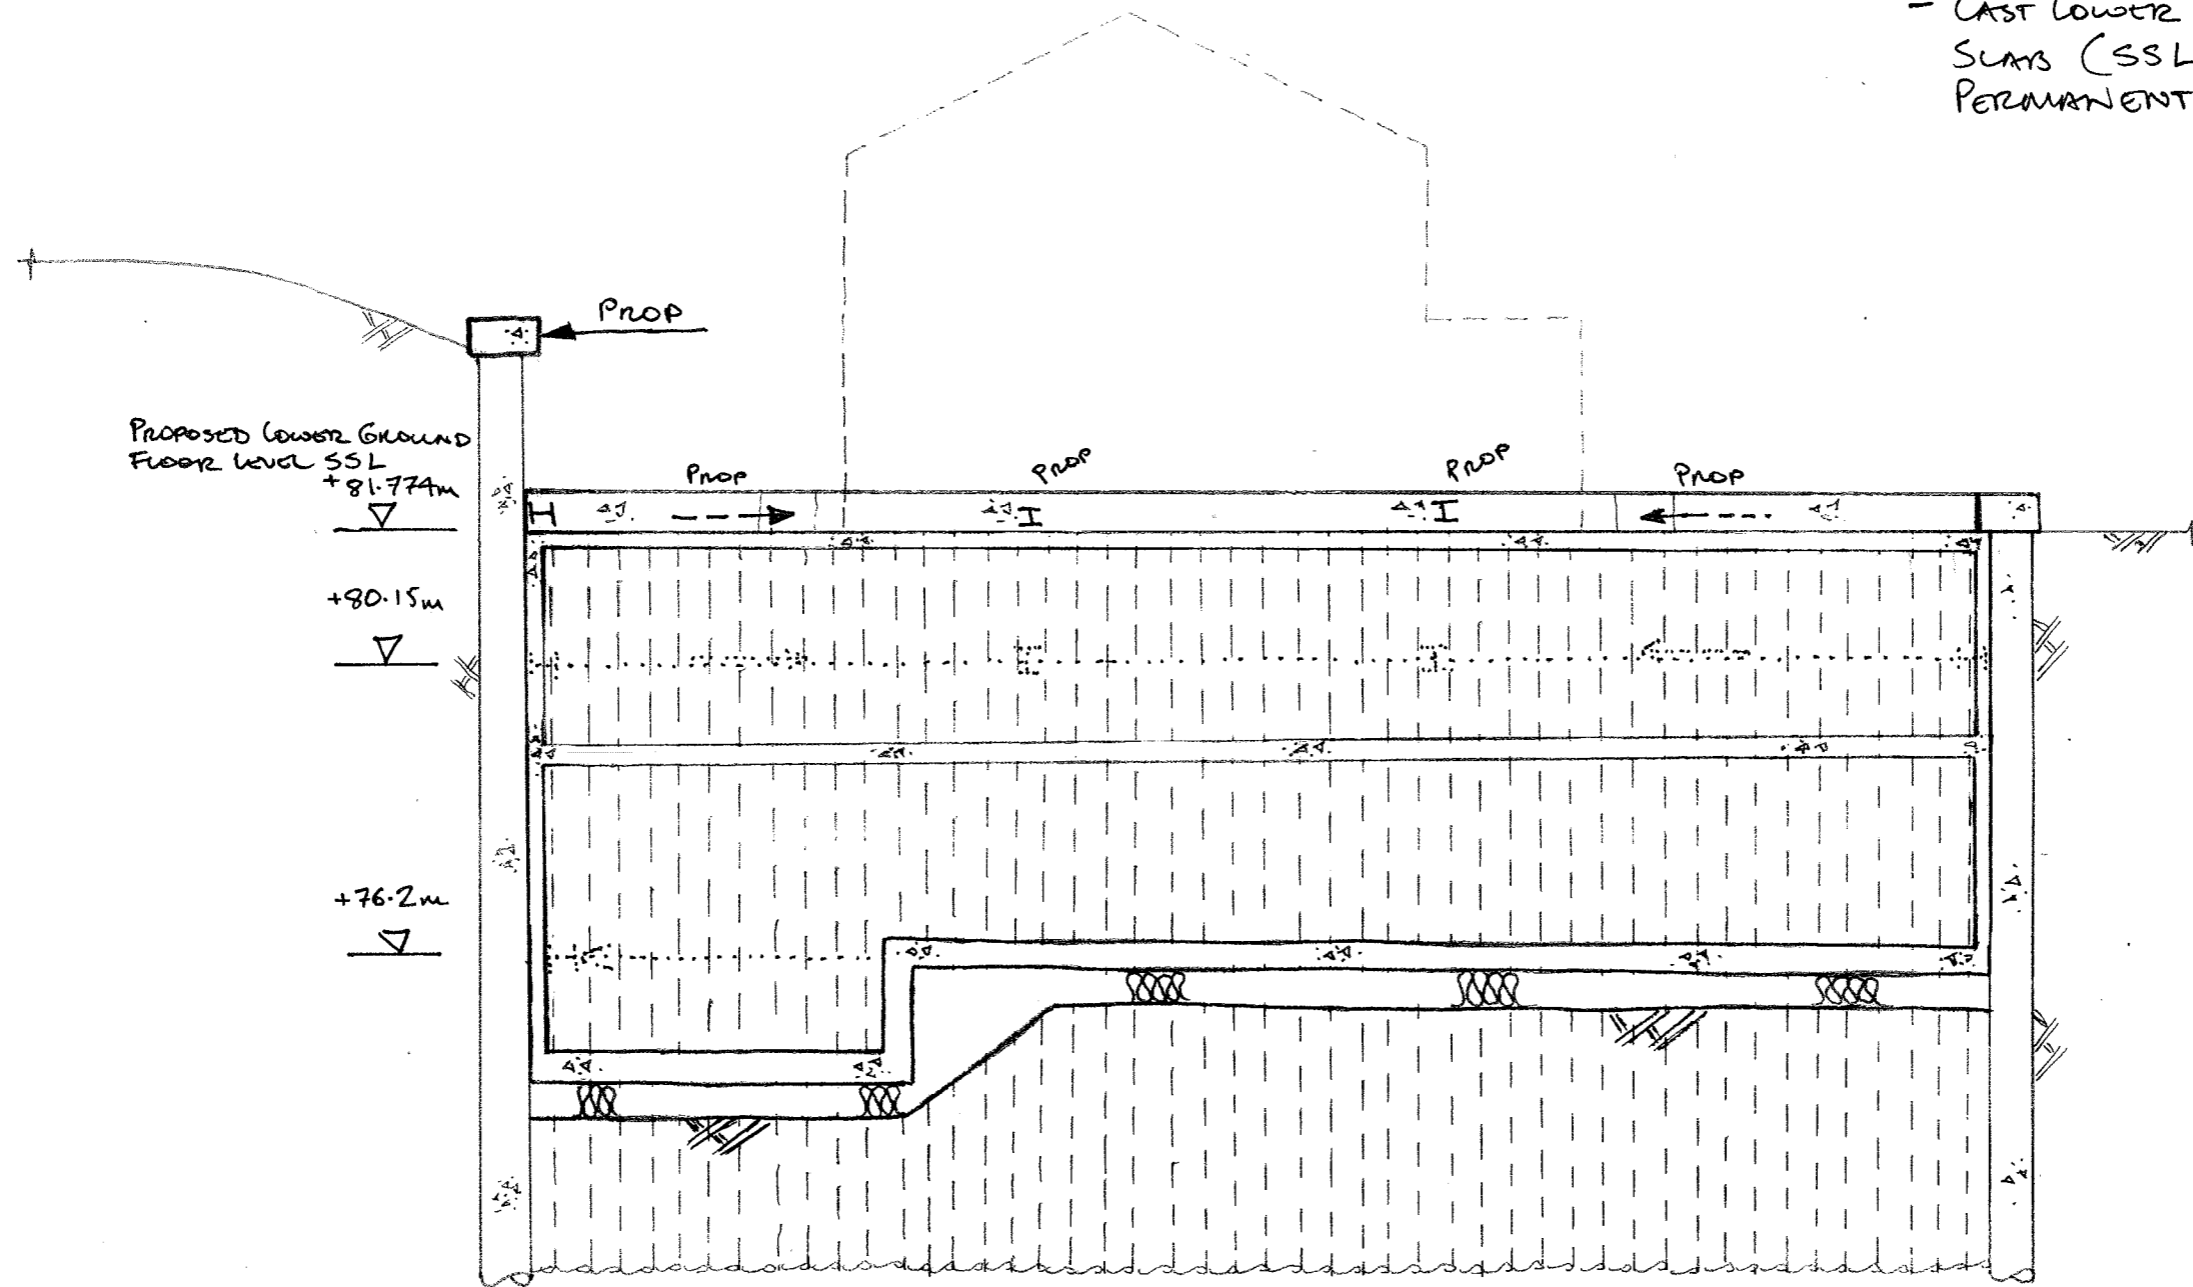 - CAST LOWER
SLAB (SSL
PERMANENT
PROP
PROPOSED LOWER GROUND
FLOOR LEVEL SSL
+81.774m
PROP
PROP
PROP
PROP
+80.15m
+76.2m